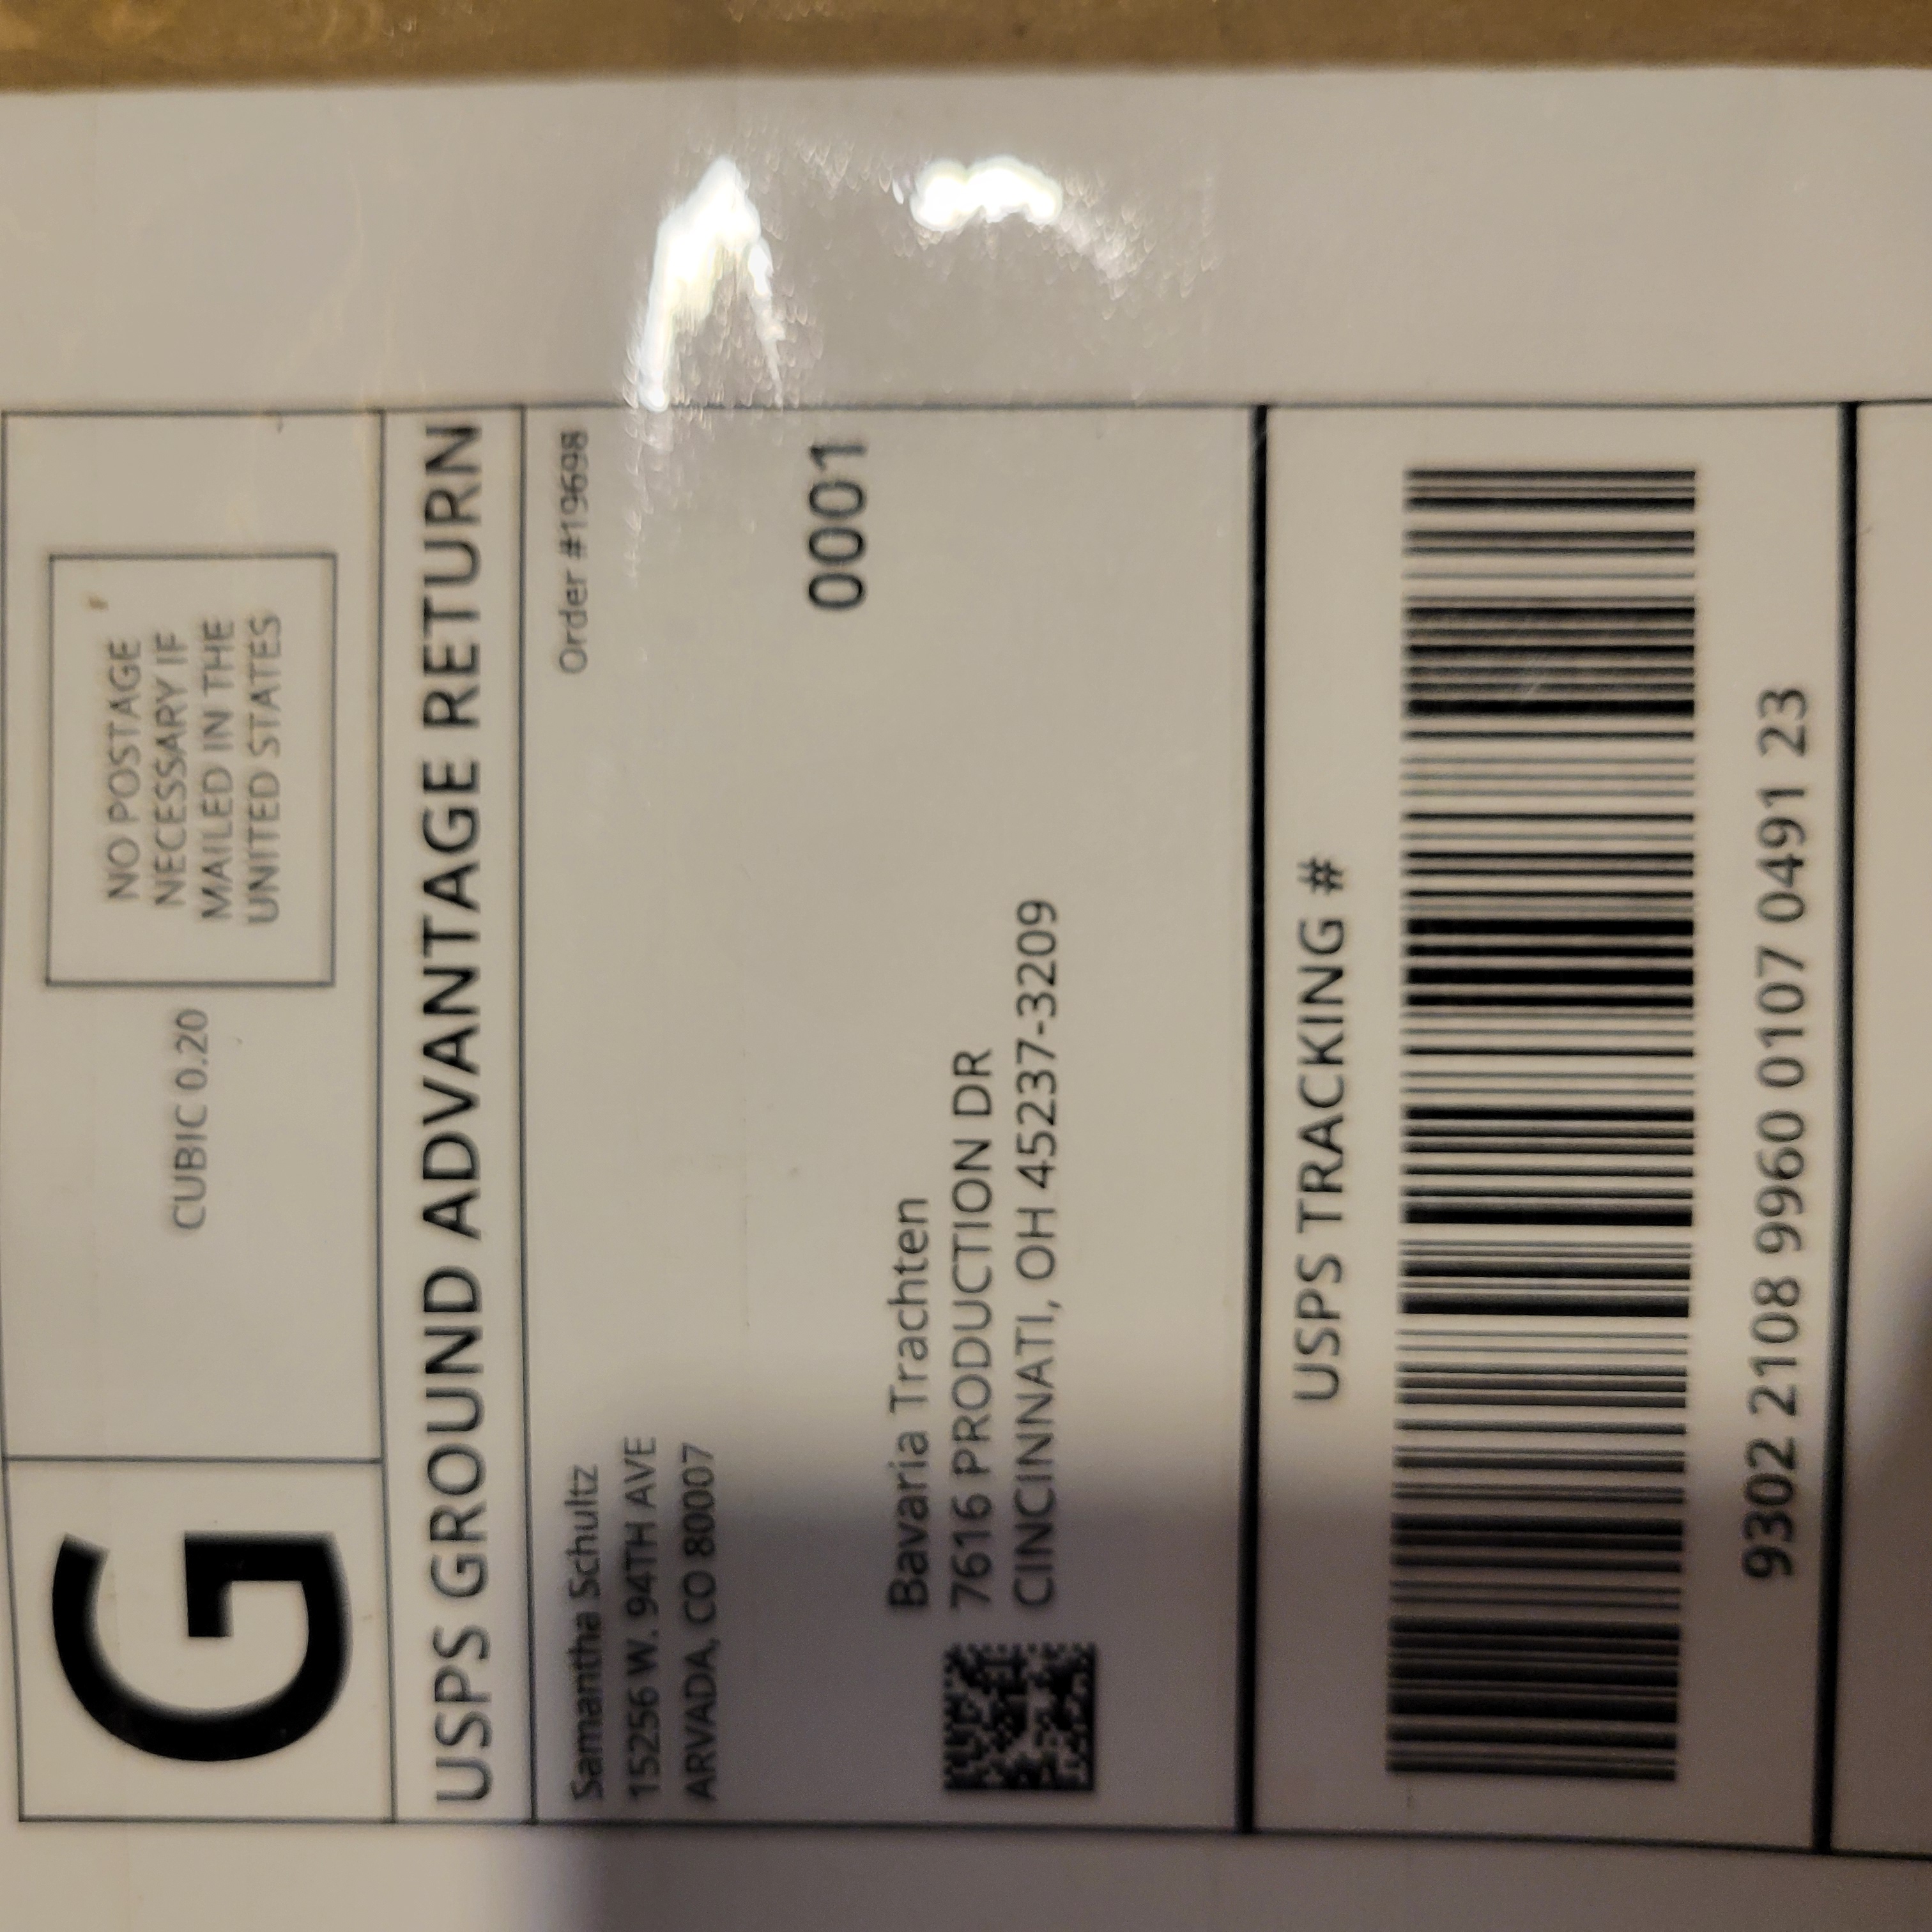 G
CUBIC 0.20
NO POSTAGE
NECESSARY IF
MAILED IN THE
UNITED STATES
USPS GROUND ADVANTAGE RETURN
Samantha Schultz
15256 W. 94TH AVE
ARVADA, CO 80007
Order #19698
0001
Bavaria Trachten
7616 PRODUCTION DR
CINCINNATI, OH 45237-3209
USPS TRACKING #
9302 2108 9960 0107 0491 23